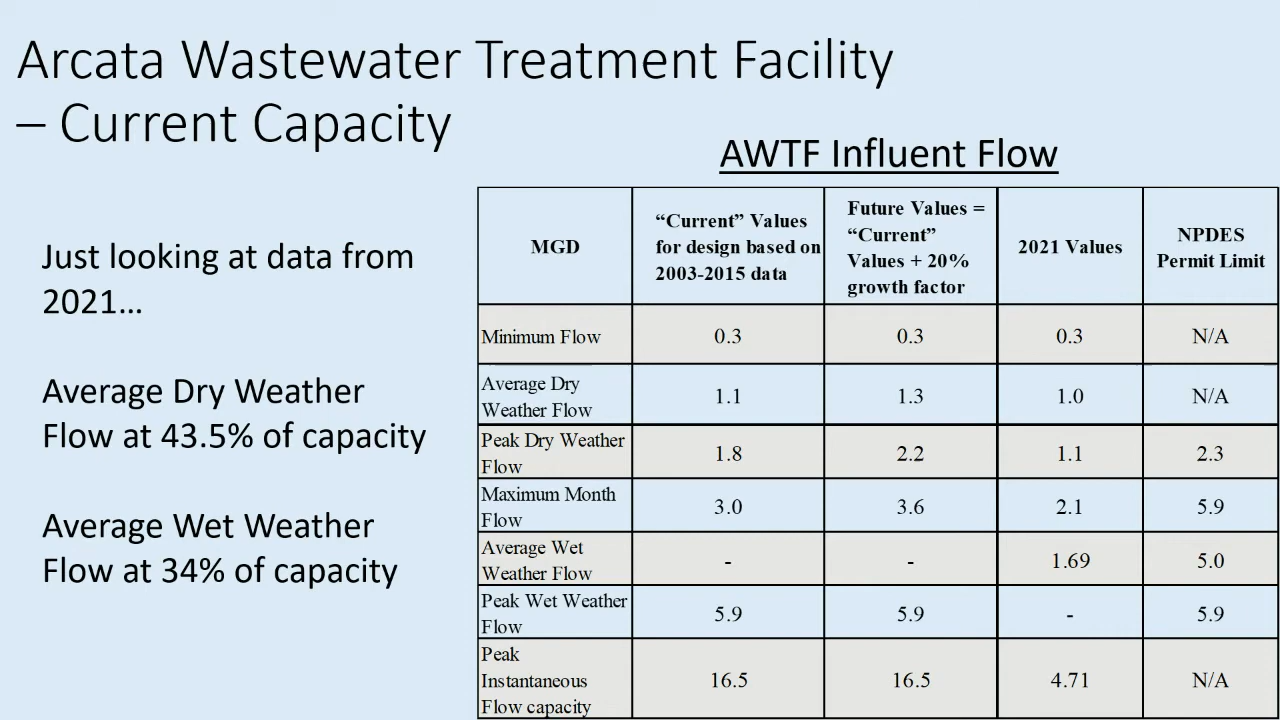 Arcata Wastewater Treatment Facility
– Current Capacity
Just looking at data from
2021…
Average Dry Weather
Flow at 43.5% of capacity
Average Wet Weather
Flow at 34% of capacity
AWTF Influent Flow
MGD
“Current” Values
for design based on
2003-2015 data
Future Values =
“Current”
Values + 20%
growth factor
2021 Values
NPDES
Permit Limit
Minimum Flow
0.3
0.3
0.3
N/A
Average Dry
Weather Flow
1.1
1.3
1.0
N/A
Peak Dry Weather
Flow
1.8
2.2
1.1
2.3
Maximum Month
Flow
3.0
3.6
2.1
5.9
Average Wet
Weather Flow
-
-
1.69
5.0
Peak Wet Weather
Flow
5.9
5.9
-
5.9
Peak
Instantaneous
Flow capacity
16.5
16.5
4.71
N/A